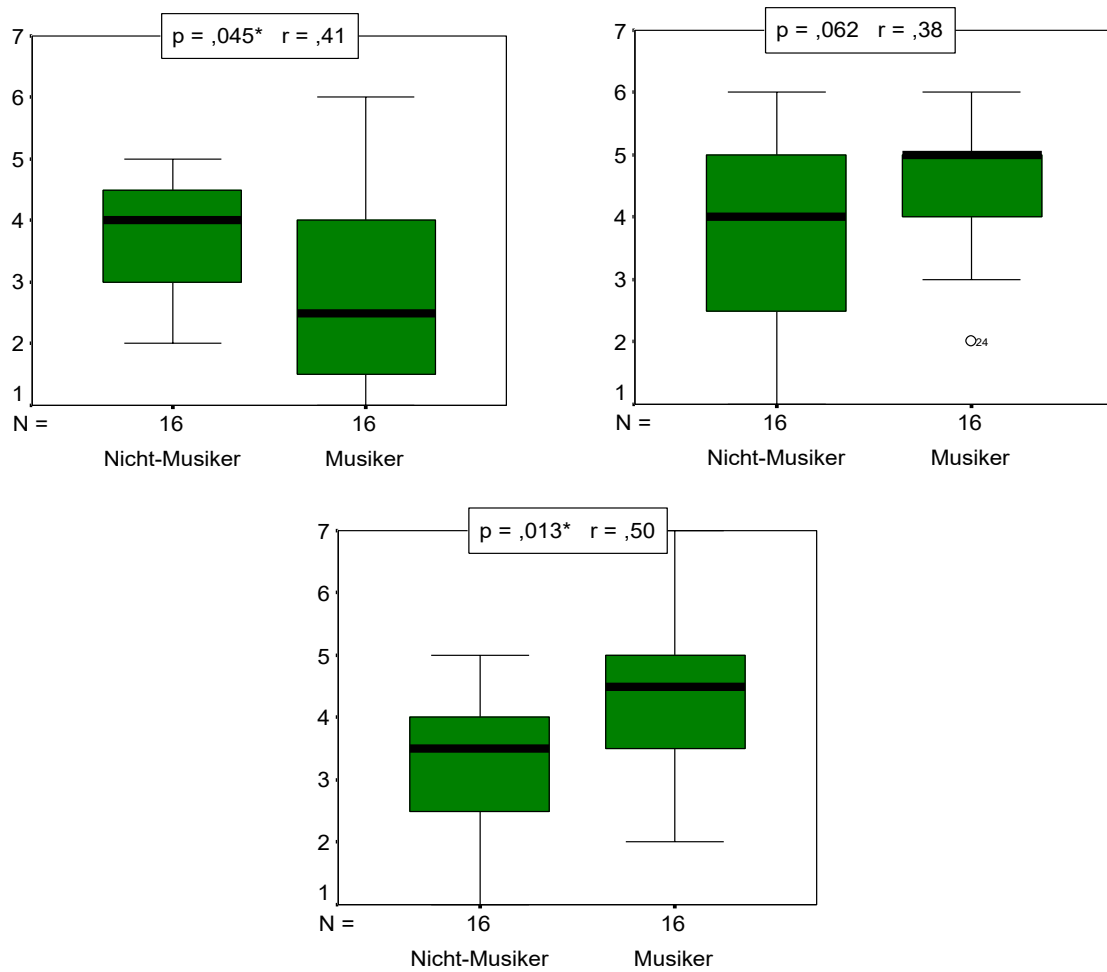 p = ,045* r = ,41
7
6
5
4
3
2
1
N = 16 16
Nicht-Musiker Musiker
p = ,062 r = ,38
7
6
5
4
3
2
1
24
N = 16 16
Nicht-Musiker Musiker
p = ,013* r = ,50
7
6
5
4
3
2
1
N = 16 16
Nicht-Musiker Musiker